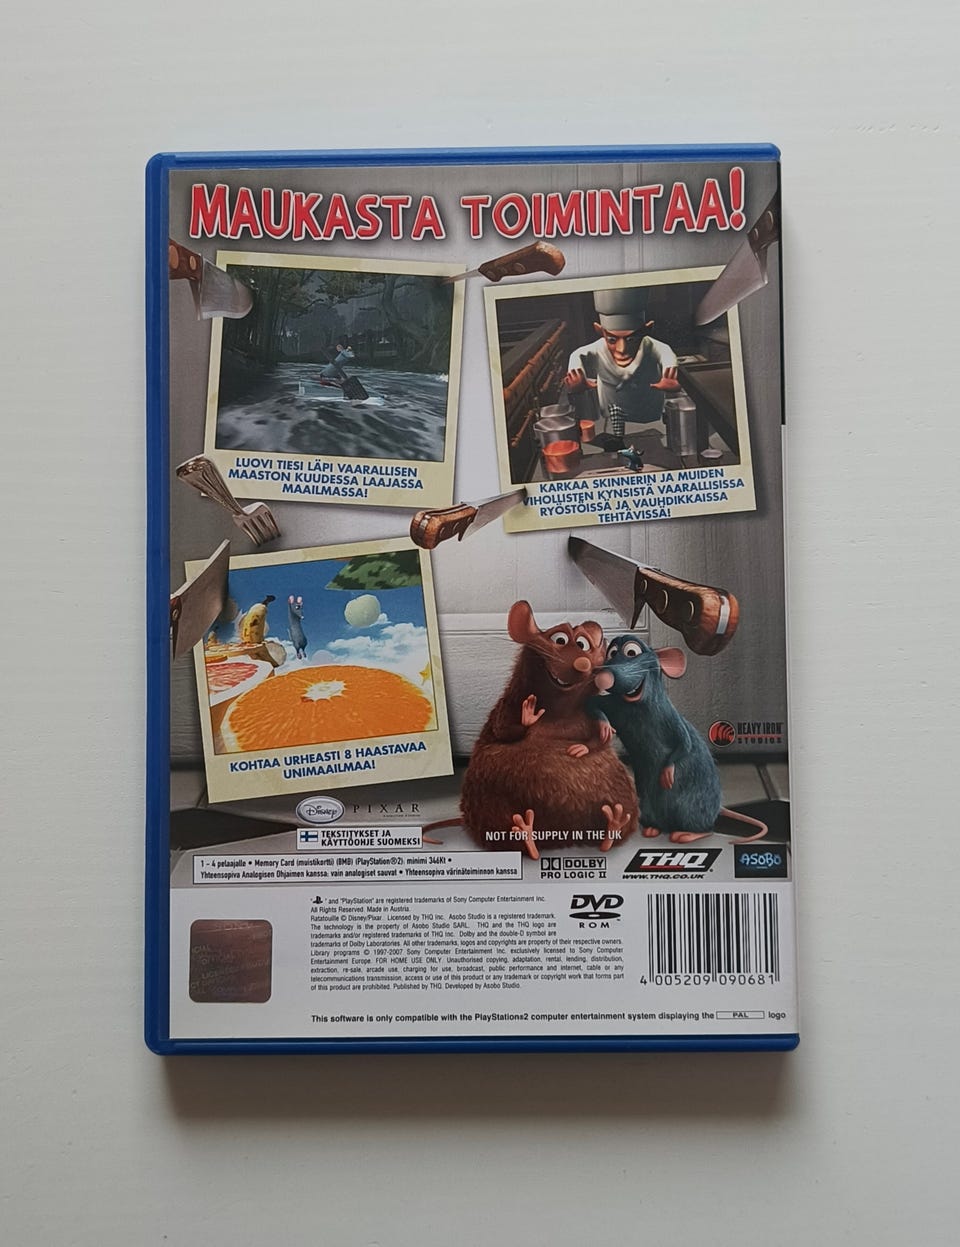 MAUKASTA TOIMINTAA!
LUOVI TIESI LÄPI VAARALLISEN
MAASTON KUUDESSA LAAJASSA
MAAILMASSA!
KARKAA SKINNERIN JA MUIDEN
VIHOLLISTEN KYNSISTÄ VAARALLISISSA
RYÖSTÖISSÄ JA VAUHDIKKAISSA
TEHTÄVISSÄ!
KOHTAA URHEASTI 8 HAASTAVAA
UNIMAAILMAA!
HEAVY IRON
STUDIOS
Disney PIXAR
TEKSTITYKSET JA
KÄYTTÖOHJE SUOMEKSI
NOT FOR SUPPLY IN THE UK
1 – 4 pelaajalle • Memory Card (muistikortti) (8MB) (PlayStation®2): minimi 346Kt •
Yhteensopiva Analogisen Ohjaimen kanssa: vain analogiset sauvat • Yhteensopiva värinätoiminnon kanssa
DOLBY
PRO LOGIC II
THQ
WWW.THQ.CO.UK
ASOBO
" " and "PlayStation" are registered trademarks of Sony Computer Entertainment Inc.
All Rights Reserved. Made in Austria.
Ratatouille © Disney/Pixar. Licensed by THQ Inc. Asobo Studio is a registered trademark.
The technology is the property of Asobo Studio SARL. THQ and the THQ logo are
trademarks and/or registered trademarks of THQ Inc. Dolby and the double-D symbol are
trademarks of Dolby Laboratories. All other trademarks, logos and copyrights are property of their respective owners.
Library programs © 1997-2007 Sony Computer Entertainment Inc. exclusively licensed to Sony Computer
Entertainment Europe. FOR HOME USE ONLY. Unauthorised copying, adaptation, rental, lending, distribution,
extraction, re-sale, arcade use, charging for use, broadcast, public performance and internet, cable or any
telecommunications transmission, access or use of this product or any trademark or copyright work that forms part
of this product are prohibited. Published by THQ. Developed by Asobo Studio.
DVD
ROM
4 005209 090681
This software is only compatible with the PlayStation®2 computer entertainment system displaying the PAL logo